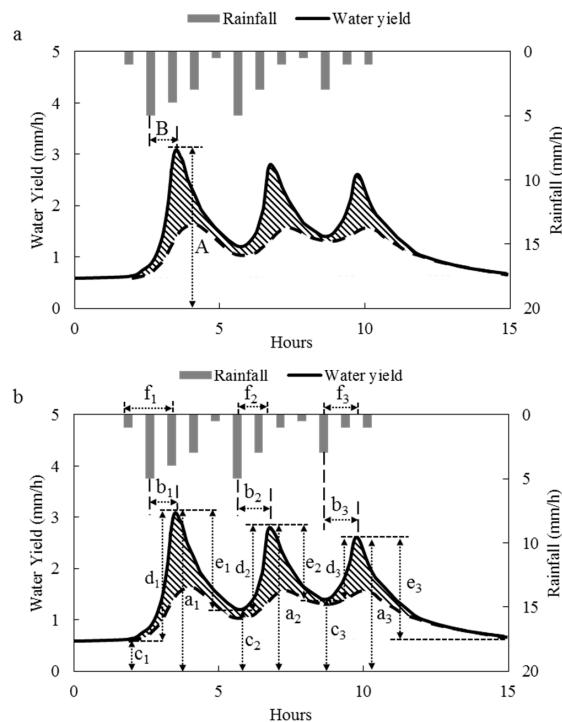 a
Rainfall Water yield
5 0
4 5
3 10
2 15
1
0 20
B
A
Water Yield (mm/h)
Rainfall (mm/h)
0 5 10 15
Hours
b
Rainfall Water yield
f1 f2 f3
5 0
4 5
3 10
2 15
1
0 20
b1 b2 b3
d1 e1 d2 e2 d3 e3
a1 a2 a3
c1 c2 c3
Water Yield (mm/h)
Rainfall (mm/h)
0 5 10 15
Hours